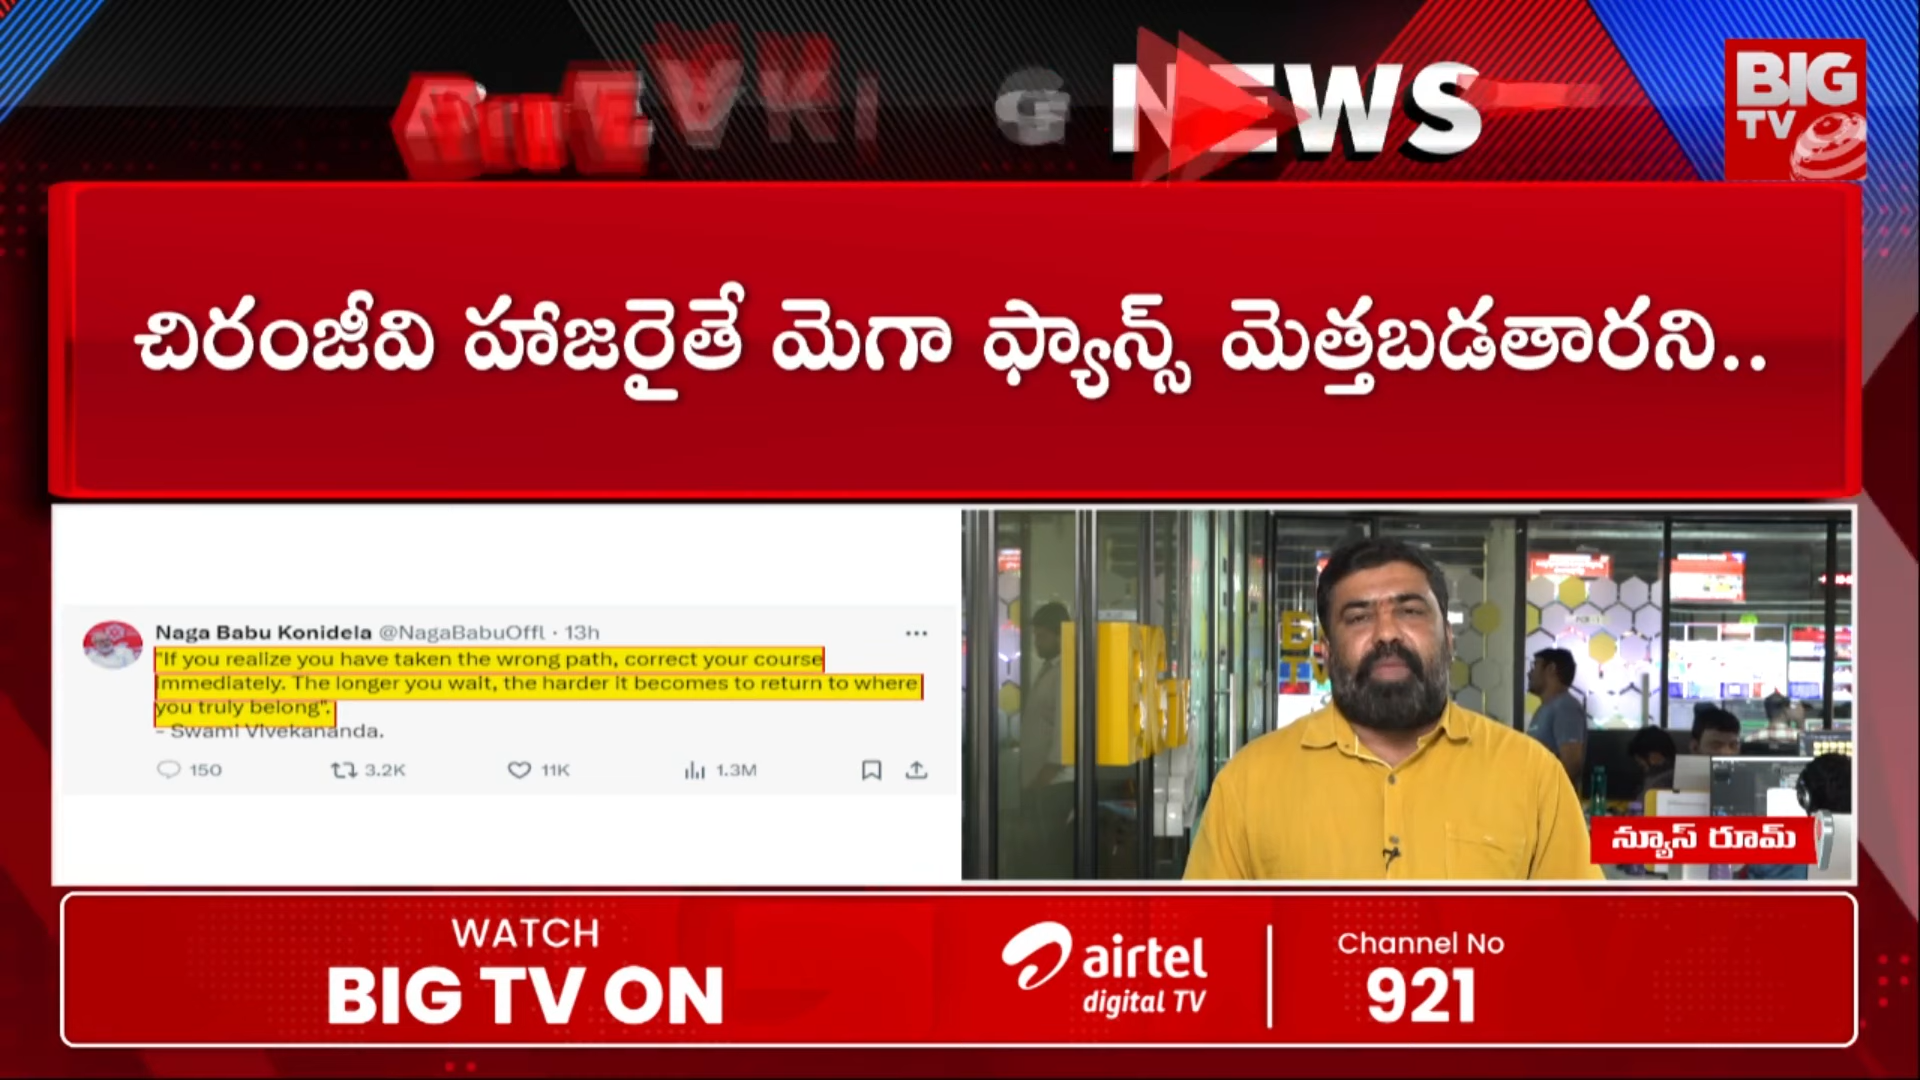 NEWS
BIG
TV
చిరంజీవి హాజరైతే మెగా ఫ్యాన్స్ మెత్తబడతారని..
Naga Babu Konidela @NagaBabuOffl · 13h
"If you realize you have taken the wrong path, correct your course
immediately. The longer you wait, the harder it becomes to return to where
you truly belong".
- Swami Vivekananda.
150 3.2K 11K 1.3M
న్యూస్ రూమ్
WATCH
BIG TV ON
airtel
digital TV
Channel No
921